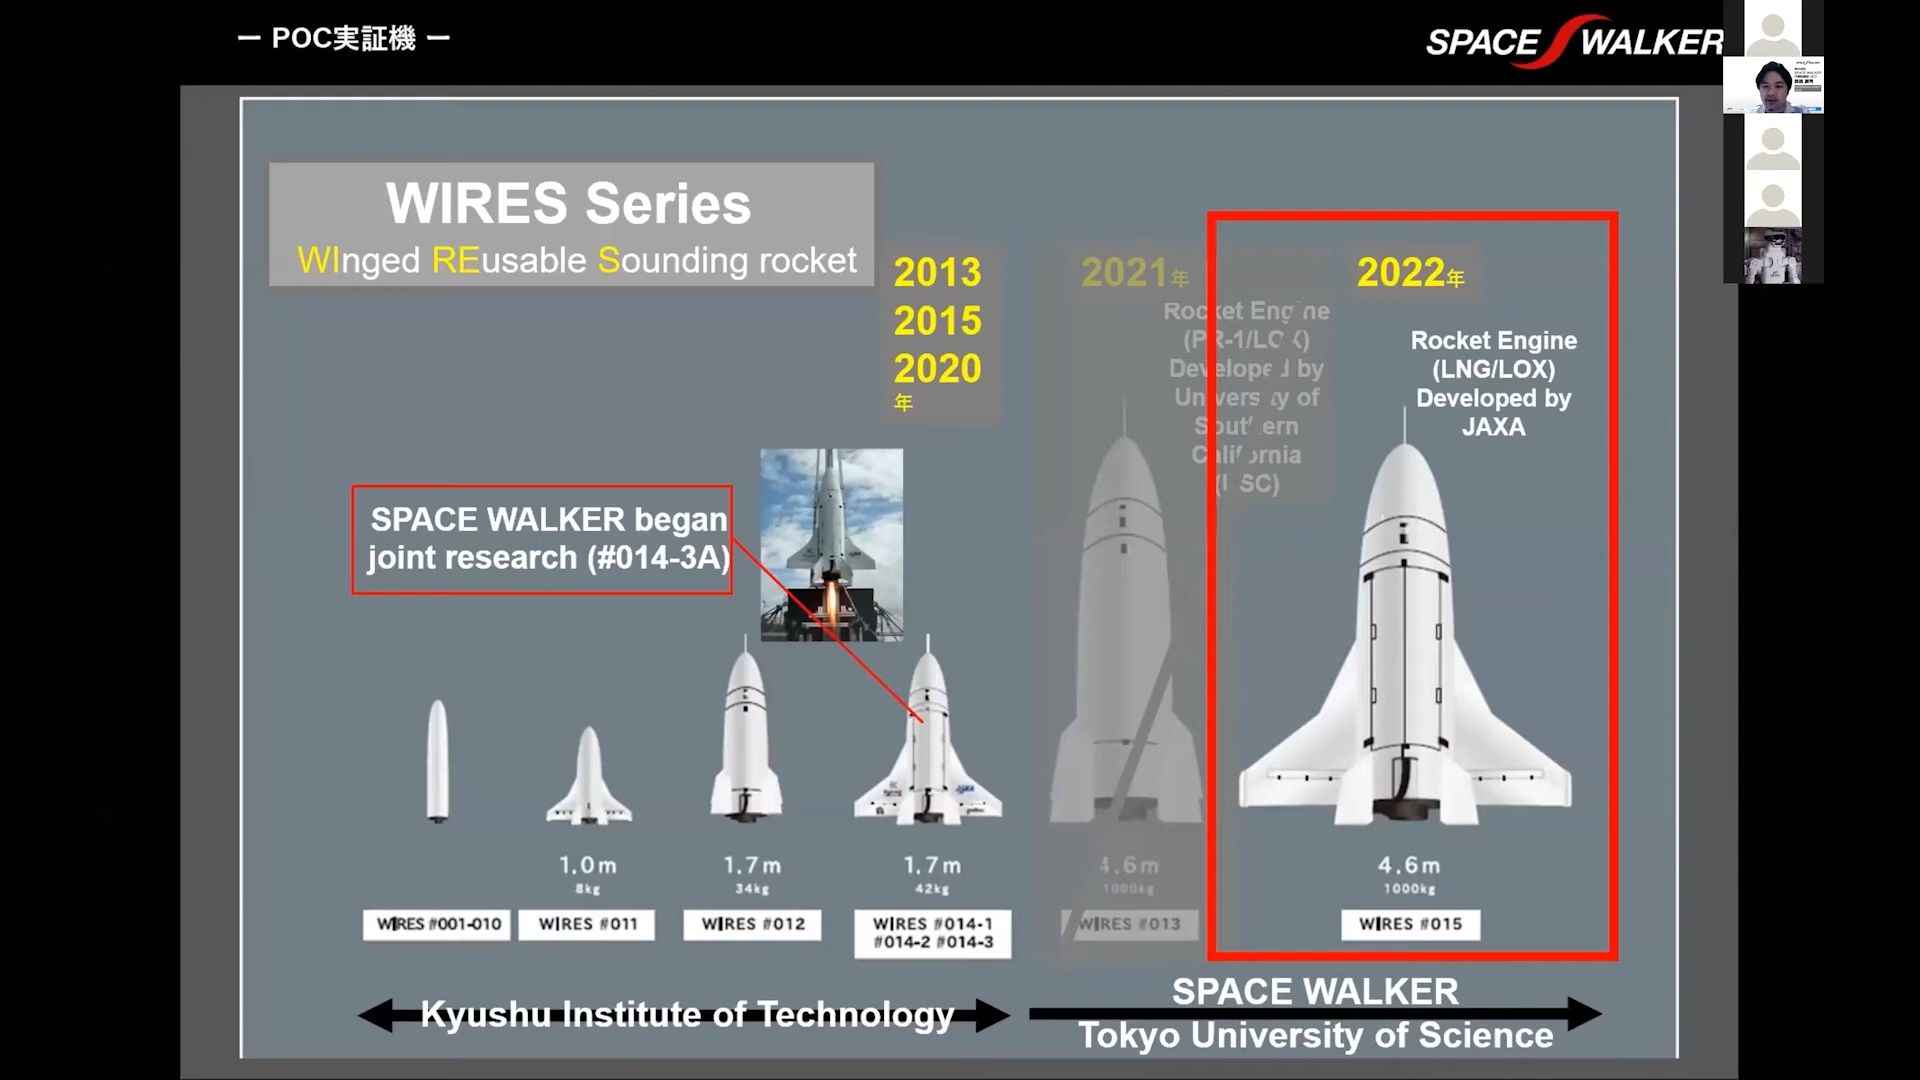 ー POC実証機 ー
SPACE WALKER
WIRES Series
WInged REusable Sounding rocket
2013
2015
2020
年
2021年
Rocket Engine
(PR-1/LOX)
Developed by
University of
Southern
California
(USC)
2022年
Rocket Engine
(LNG/LOX)
Developed by
JAXA
SPACE WALKER began
joint research (#014-3A)
1.0m
8kg
1.7m
34kg
1.7m
42kg
4.6m
1000kg
4.6m
1000kg
WIRES #001-010
WIRES #011
WIRES #012
WIRES #014-1
#014-2 #014-3
WIRES #013
WIRES #015
Kyushu Institute of Technology
SPACE WALKER
Tokyo University of Science